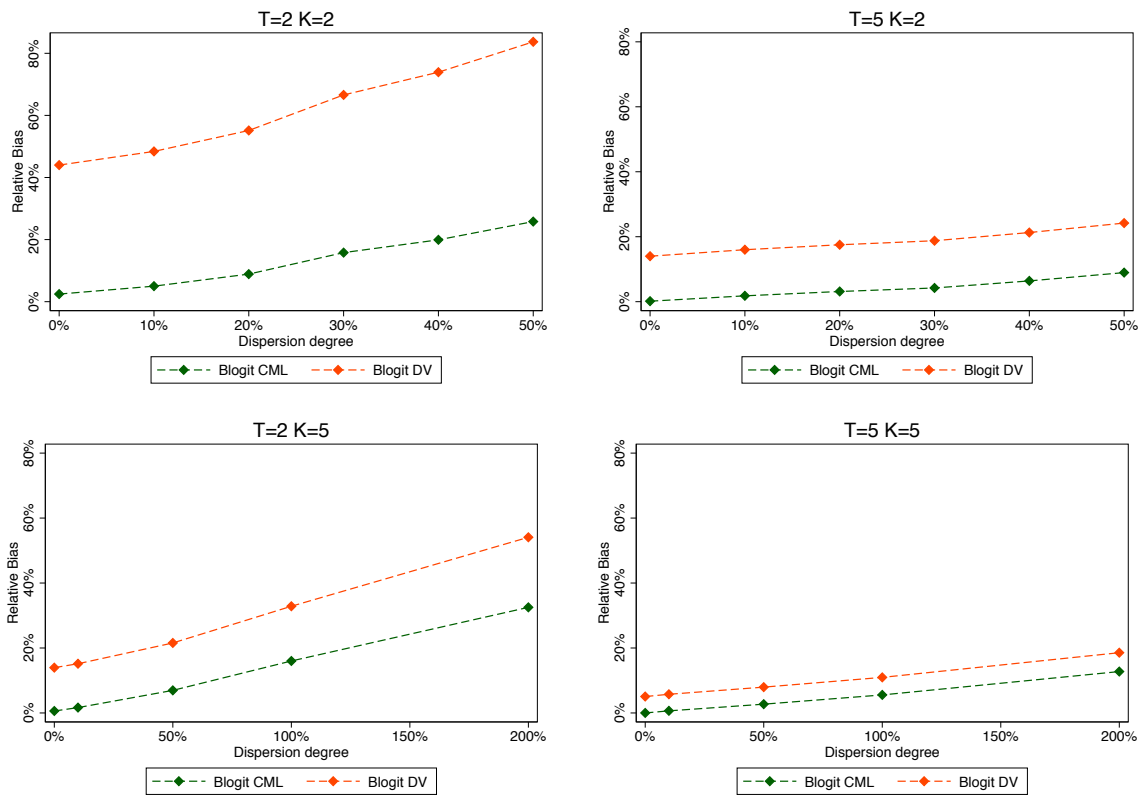 T=2 K=2
Relative Bias
0% 20% 40% 60% 80%
0% 10% 20% 30% 40% 50%
Dispersion degree
Blogit CML Blogit DV
T=5 K=2
Relative Bias
0% 20% 40% 60% 80%
0% 10% 20% 30% 40% 50%
Dispersion degree
Blogit CML Blogit DV
T=2 K=5
Relative Bias
0% 20% 40% 60% 80%
0% 50% 100% 150% 200%
Dispersion degree
Blogit CML Blogit DV
T=5 K=5
Relative Bias
0% 20% 40% 60% 80%
0% 50% 100% 150% 200%
Dispersion degree
Blogit CML Blogit DV